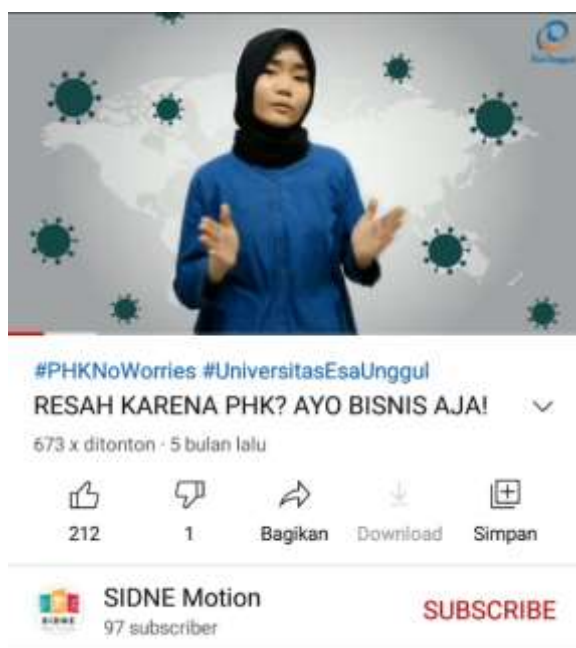 #PHKNoWorries #UniversitasEsaUnggul
RESAH KARENA PHK? AYO BISNIS AJA!
673 x ditonton · 5 bulan lalu
212
1
Bagikan
Download
Simpan
SIDNE Motion
97 subscriber
SUBSCRIBE